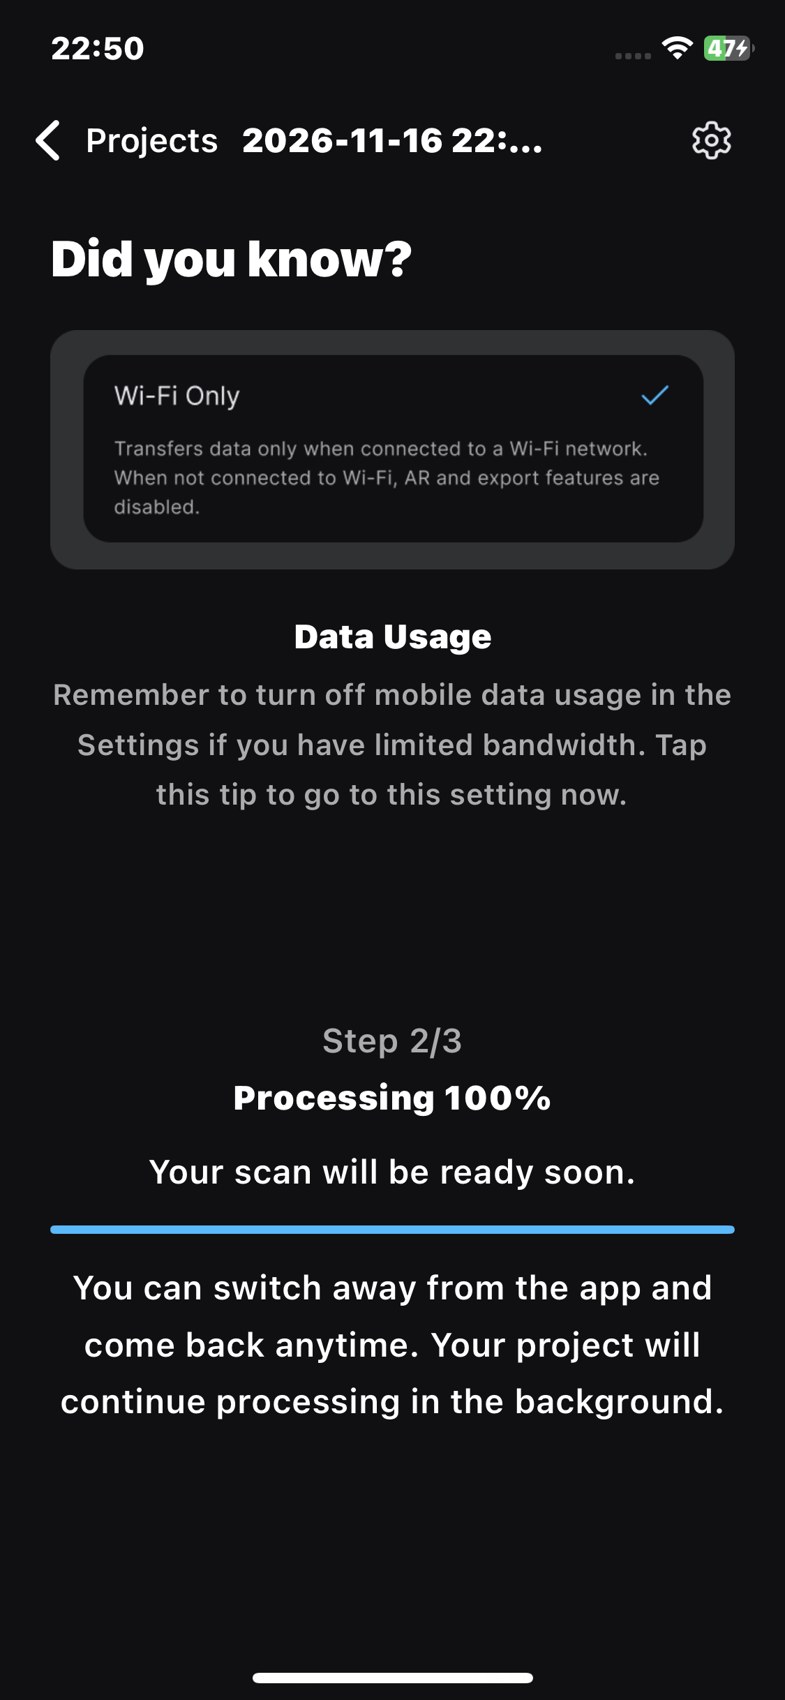 22:50
47
Projects 2026-11-16 22:...
Did you know?
Wi-Fi Only
Transfers data only when connected to a Wi-Fi network.
When not connected to Wi-Fi, AR and export features are
disabled.
Data Usage
Remember to turn off mobile data usage in the
Settings if you have limited bandwidth. Tap
this tip to go to this setting now.
Step 2/3
Processing 100%
Your scan will be ready soon.
You can switch away from the app and
come back anytime. Your project will
continue processing in the background.